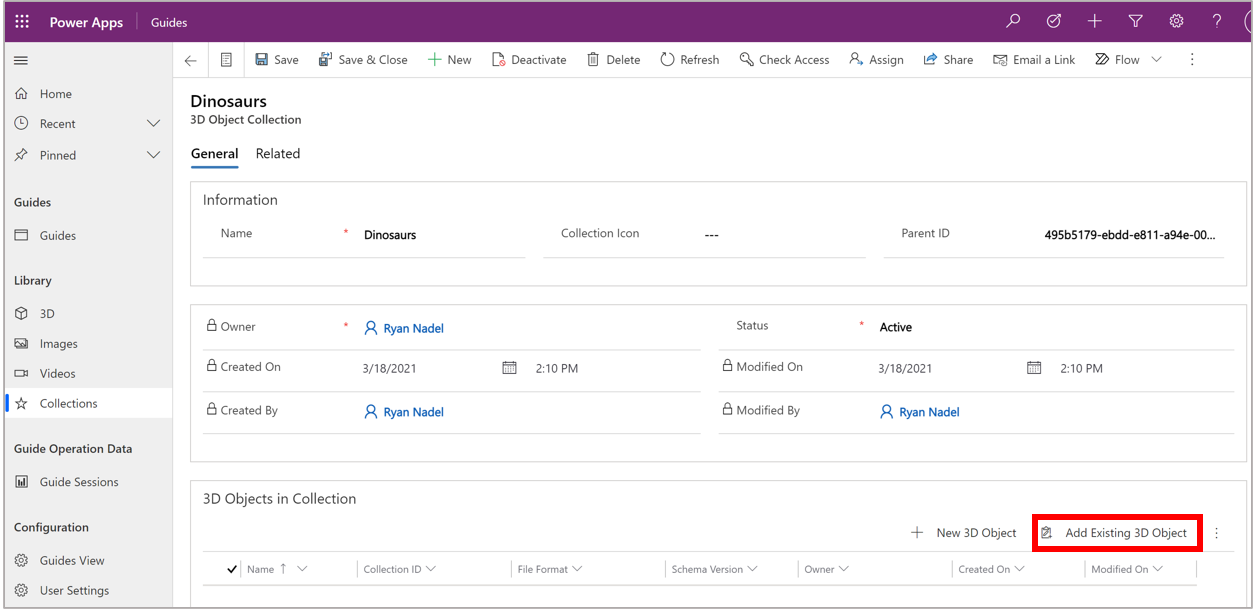 Power Apps Guides
Save Save & Close New Deactivate Delete Refresh Check Access Assign Share Email a Link Flow
Home
Recent
Pinned
Guides
Guides
Library
3D
Images
Videos
Collections
Guide Operation Data
Guide Sessions
Configuration
Guides View
User Settings
Dinosaurs
3D Object Collection
General Related
Information
Name * Dinosaurs Collection Icon --- Parent ID 495b5179-ebdd-e811-a94e-00...
Owner * Ryan Nadel Status * Active
Created On 3/18/2021 2:10 PM Modified On 3/18/2021 2:10 PM
Created By Ryan Nadel Modified By Ryan Nadel
3D Objects in Collection
New 3D Object Add Existing 3D Object
Name ↑ Collection ID File Format Schema Version Owner Created On Modified On